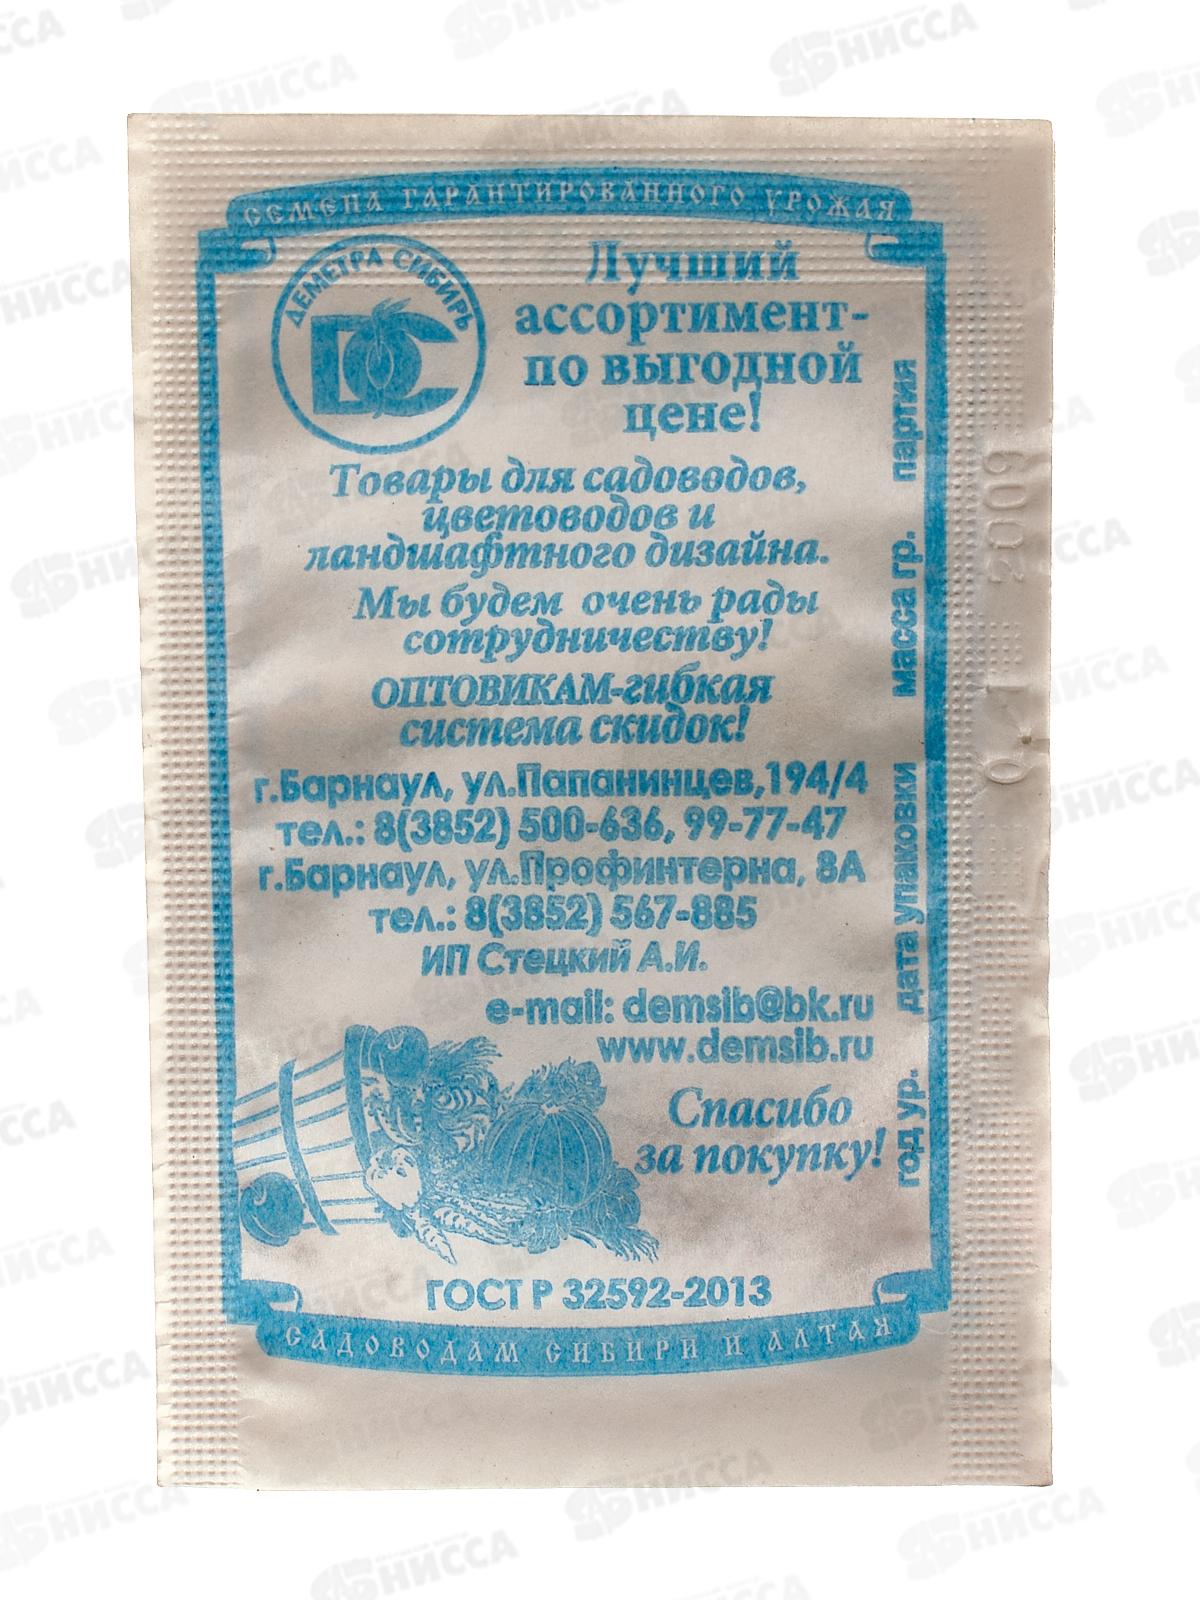 СЕМЕНА ГАРАНТИРОВАННОГО УРОЖАЯ
ДЕМЕТРА СИБИРЬ
ДС
Лучший
ассортимент-
по выгодной
цене!
Товары для садоводов,
цветоводов и
ландшафтного дизайна.
Мы будем очень рады
сотрудничеству!
ОПТОВИКАМ-гибкая
система скидок!
г.Барнаул, ул.Папанинцев,194/4
тел.: 8(3852) 500-636, 99-77-47
г.Барнаул, ул.Профинтерна, 8А
тел.: 8(3852) 567-885
ИП Стецкий А.И.
e-mail: demsib@bk.ru
www.demsib.ru
Спасибо
за покупку!
ГОСТ Р 32592-2013
САДОВОДАМ СИБИРИ И АЛТАЯ
год ур. дата упаковки масса гр. партия
0.1 2009
НИССА